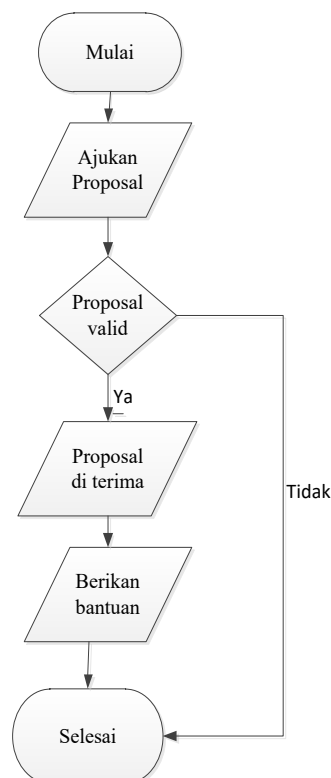 Mulai
Ajukan
Proposal
Proposal
valid
Ya
Proposal
di terima
Tidak
Berikan
bantuan
Selesai